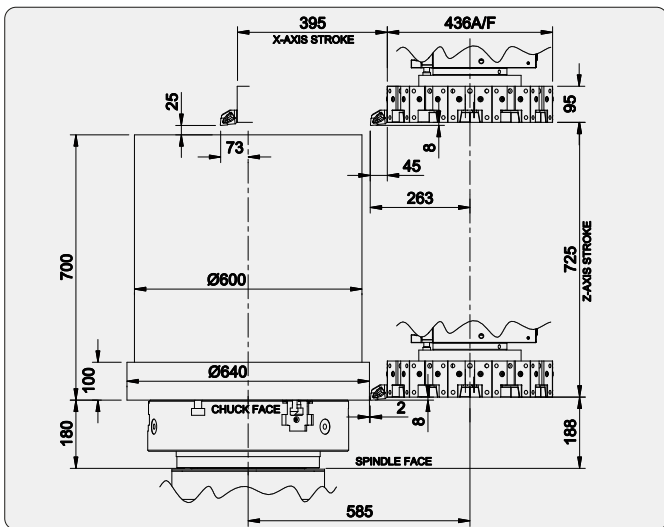 395
436A/F
X-AXIS STROKE
25
95
73
8
45
263
700
725
Z-AXIS STROKE
Ø600
100
Ø640
CHUCK FACE
2
8
180
188
SPINDLE FACE
585